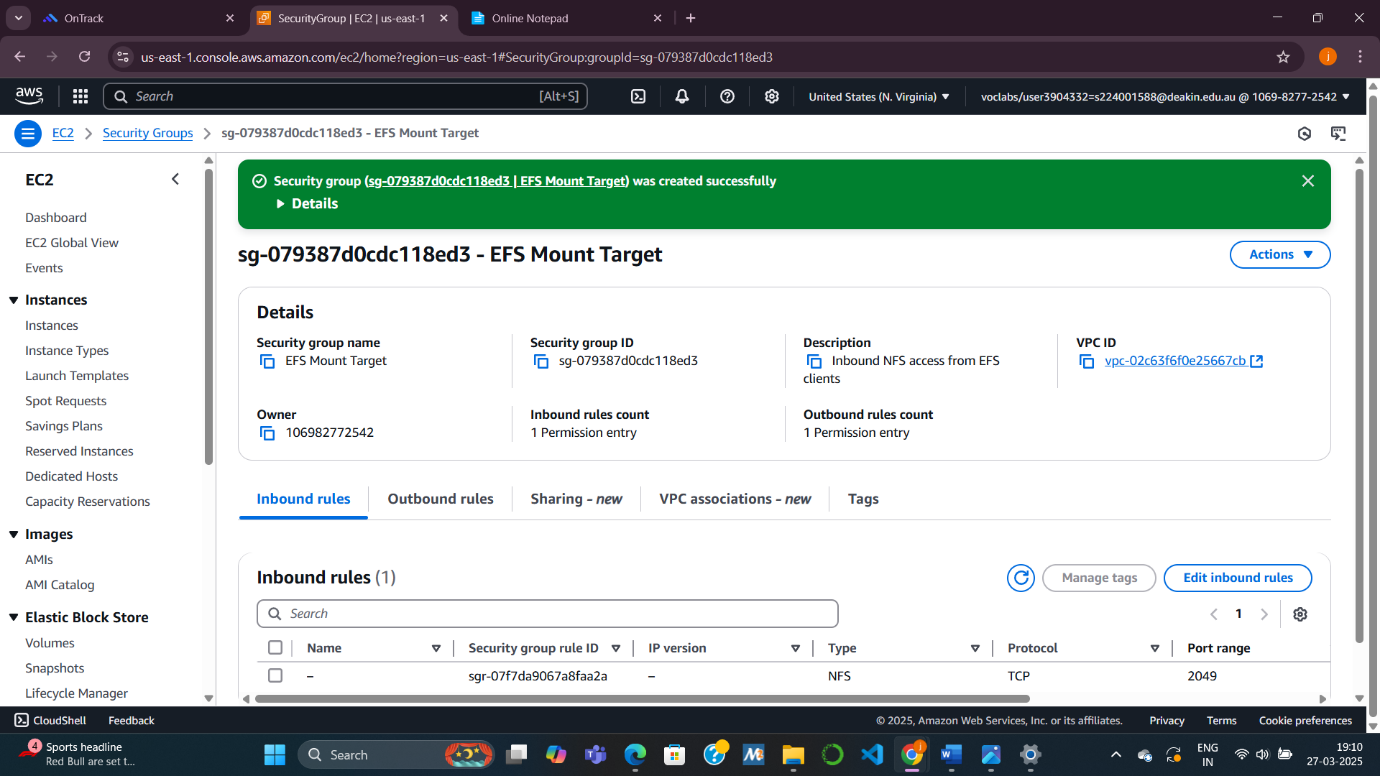 OnTrack
SecurityGroup | EC2 | us-east-1
Online Notepad
us-east-1.console.aws.amazon.com/ec2/home?region=us-east-1#SecurityGroup:groupId=sg-079387d0cdc118ed3
j
aws
Search
[Alt+S]
United States (N. Virginia)
voclabs/user3904332=s224001588@deakin.edu.au @ 1069-8277-2542
EC2
Security Groups
sg-079387d0cdc118ed3 - EFS Mount Target
EC2
Dashboard
EC2 Global View
Events
Instances
Instances
Instance Types
Launch Templates
Spot Requests
Savings Plans
Reserved Instances
Dedicated Hosts
Capacity Reservations
Images
AMIs
AMI Catalog
Elastic Block Store
Volumes
Snapshots
Lifecycle Manager
Security group (sg-079387d0cdc118ed3 | EFS Mount Target) was created successfully
Details
sg-079387d0cdc118ed3 - EFS Mount Target
Actions
Details
Security group name
EFS Mount Target
Security group ID
sg-079387d0cdc118ed3
Description
Inbound NFS access from EFS
clients
VPC ID
vpc-02c63f6f0e25667cb
Owner
106982772542
Inbound rules count
1 Permission entry
Outbound rules count
1 Permission entry
Inbound rules
Outbound rules
Sharing - new
VPC associations - new
Tags
Inbound rules (1)
Manage tags
Edit inbound rules
Search
1
Name
Security group rule ID
IP version
Type
Protocol
Port range
–
sgr-07f7da9067a8faa2a
–
NFS
TCP
2049
CloudShell
Feedback
© 2025, Amazon Web Services, Inc. or its affiliates.
Privacy
Terms
Cookie preferences
4
Sports headline
Red Bull are set t...
Search
ENG
IN
19:10
27-03-2025